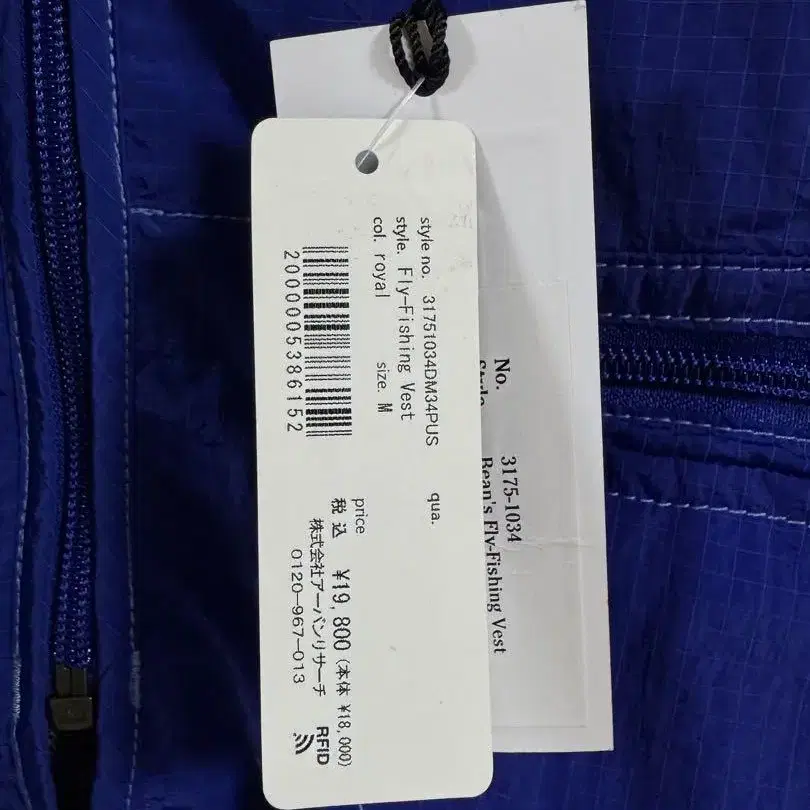 style no. 31751034DM34PUS qua.
style. Fly-Fishing Vest
col. royal size. M
2000005386152
price
税込 ¥19,800 (本体 ¥18,000)
株式会社アーバンリサーチ
0120-967-013
RFID
No. 3175-1034
Style Bean's Fly-Fishing Vest